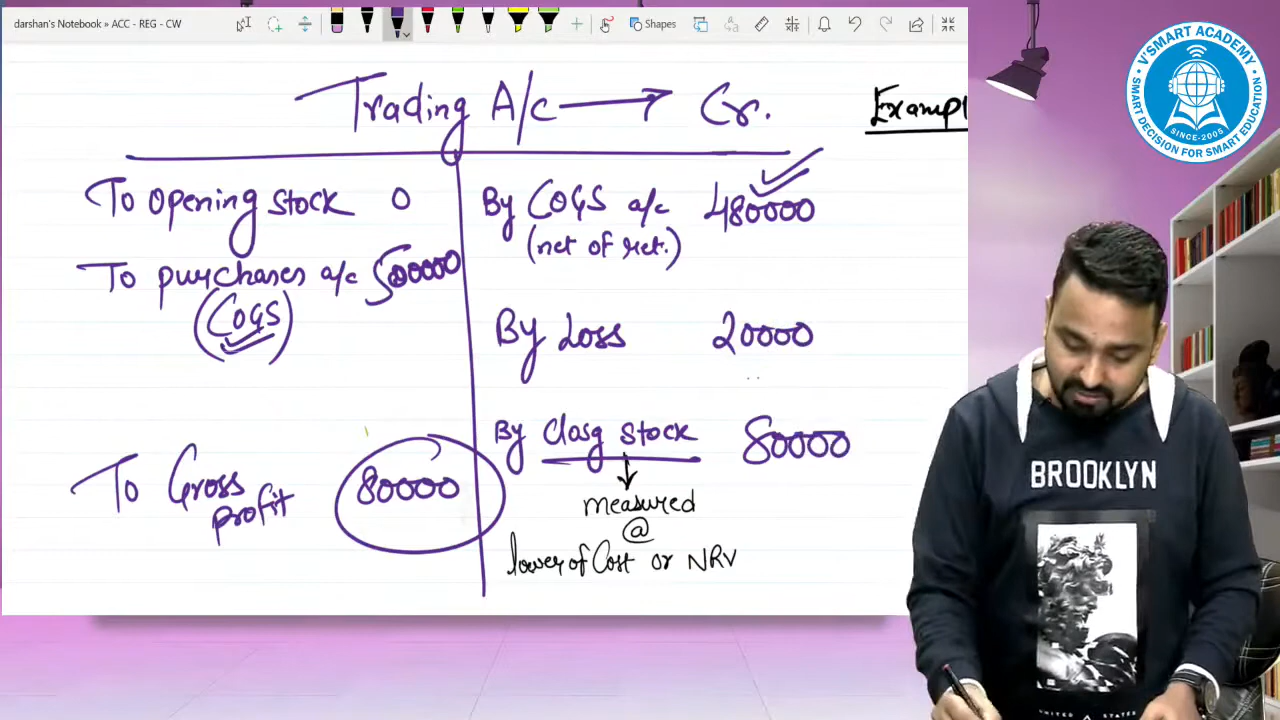 darshan's Notebook » ACC - REG - CW
Shapes
Trading A/c → Cr.
Exampl
To opening stock 0
By COGS a/c 480000
(net of ret.)
To purchases a/c 500000
(COGS)
By Loss 20000
By closg stock 80000
To Gross profit 80000
measured
@
lower of Cost or NRV
V'SMART ACADEMY
SINCE-2005
SMART DECISION FOR SMART EDUCATION
BROOKLYN
UNITED STATES